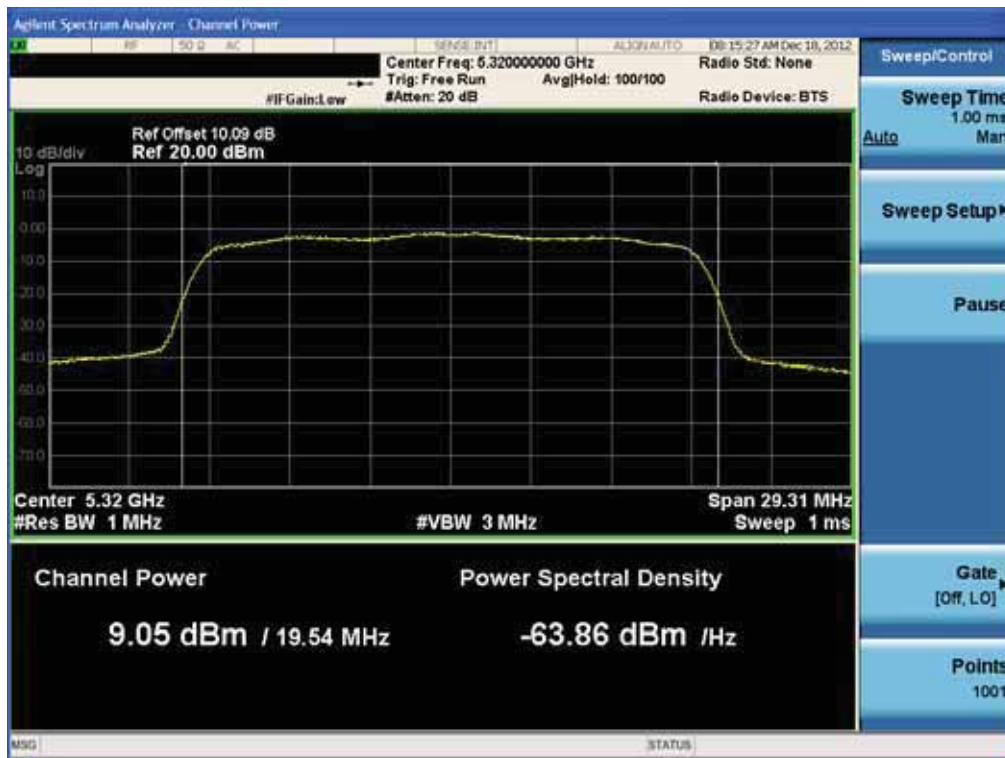 Agilent Spectrum Analyzer - Channel Power
RF 50 Ω AC SENSE:INT ALIGN AUTO 08:15:27 AM Dec 18, 2012
Center Freq: 5.320000000 GHz Radio Std: None
Trig: Free Run Avg|Hold: 100/100
#IFGain:Low #Atten: 20 dB Radio Device: BTS
Ref Offset 10.09 dB
10 dB/div Ref 20.00 dBm
Log
10.0
0.00
-10.0
-20.0
-30.0
-40.0
-50.0
-60.0
-70.0
Center 5.32 GHz Span 29.31 MHz
#Res BW 1 MHz #VBW 3 MHz Sweep 1 ms
Channel Power Power Spectral Density
9.05 dBm / 19.54 MHz -63.86 dBm /Hz
MSG STATUS
Sweep/Control
Sweep Time
1.00 ms
Auto Man
Sweep Setup
Pause
Gate
[Off, LO]
Points
1001